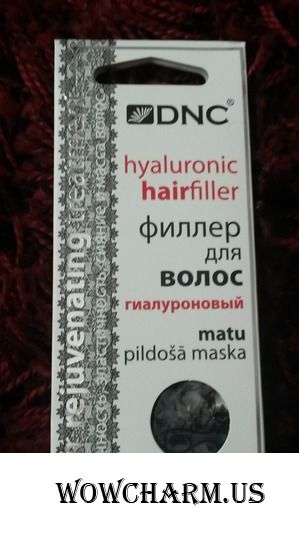 DNC®
hyaluronic
hairfiller
филлер
для
волос
гиалуроновый
matu
pildošā maska
rejuvenating
WOWCHARM.US